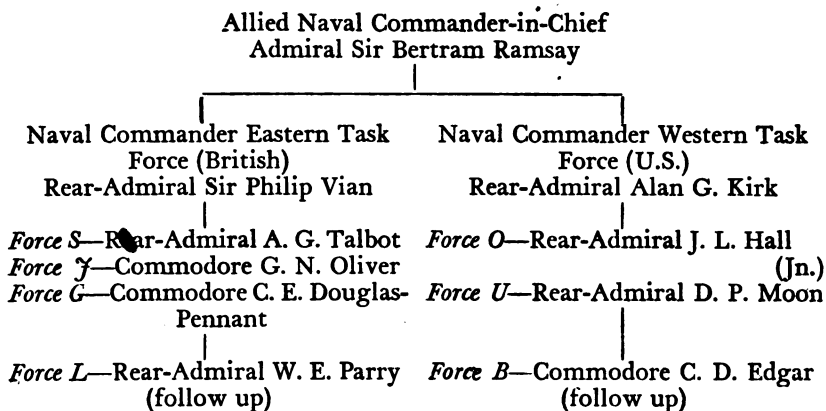 Allied Naval Commander-in-Chief
Admiral Sir Bertram Ramsay
Naval Commander Eastern Task
Force (British)
Rear-Admiral Sir Philip Vian
Force S—Rear-Admiral A. G. Talbot
Force J—Commodore G. N. Oliver
Force G—Commodore C. E. Douglas-
Pennant
Force L—Rear-Admiral W. E. Parry
(follow up)
Naval Commander Western Task
Force (U.S.)
Rear-Admiral Alan G. Kirk
Force O—Rear-Admiral J. L. Hall
(Jn.)
Force U—Rear-Admiral D. P. Moon
Force B—Commodore C. D. Edgar
(follow up)